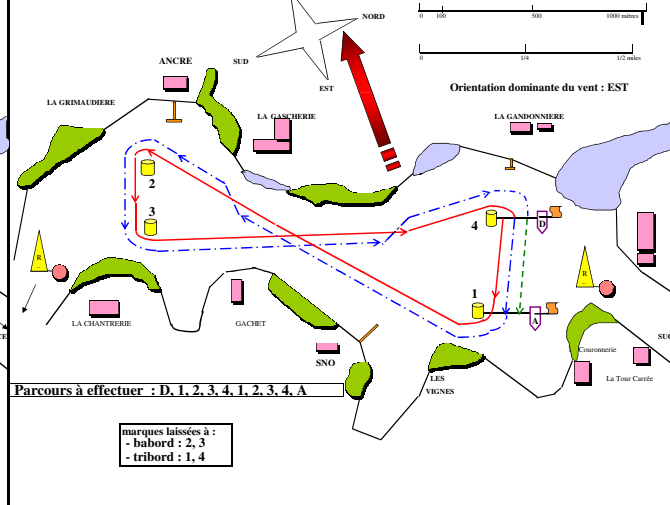 NORD
0 100 500 1000 mètres
SUD
ANCRE
0 1/4 1/2 miles
EST
Orientation dominante du vent : EST
LA GRIMAUDIERE
LA GASCHERIE
LA GANDONNIERE
2
3
4
D
R
R
1
A
LA CHANTRERIE
GACHET
SNO
Couronnerie
La Tour Carrée
LES
VIGNES
Parcours à effectuer : D, 1, 2, 3, 4, 1, 2, 3, 4, A
marques laissées à :
- babord : 2, 3
- tribord : 1, 4